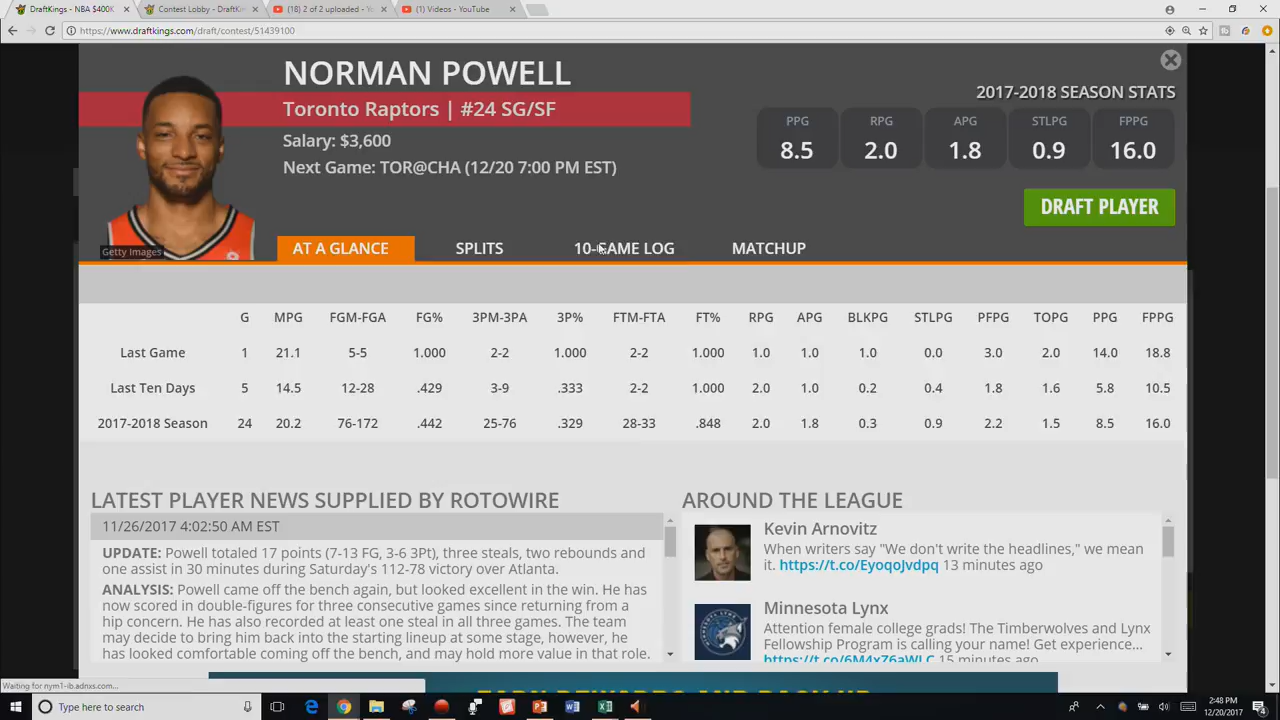 DraftKings - NBA $400K
Contest Lobby - DraftKi
(18) 2 of 2 uploaded - Yo
(1) Videos - YouTube
https://www.draftkings.com/draft/contest/51439100
NORMAN POWELL
Toronto Raptors | #24 SG/SF
Salary: $3,600
Next Game: TOR@CHA (12/20 7:00 PM EST)
Getty Images
2017-2018 SEASON STATS
PPG RPG APG STLPG FPPG
8.5 2.0 1.8 0.9 16.0
DRAFT PLAYER
AT A GLANCE SPLITS 10-GAME LOG MATCHUP
G MPG FGM-FGA FG% 3PM-3PA 3P% FTM-FTA FT% RPG APG BLKPG STLPG PFPG TOPG PPG FPPG
Last Game 1 21.1 5-5 1.000 2-2 1.000 2-2 1.000 1.0 1.0 1.0 0.0 3.0 2.0 14.0 18.8
Last Ten Days 5 14.5 12-28 .429 3-9 .333 2-2 1.000 2.0 1.0 0.2 0.4 1.8 1.6 5.8 10.5
2017-2018 Season 24 20.2 76-172 .442 25-76 .329 28-33 .848 2.0 1.8 0.3 0.9 2.2 1.5 8.5 16.0
LATEST PLAYER NEWS SUPPLIED BY ROTOWIRE
11/26/2017 4:02:50 AM EST
UPDATE: Powell totaled 17 points (7-13 FG, 3-6 3Pt), three steals, two rebounds and
one assist in 30 minutes during Saturday's 112-78 victory over Atlanta.
ANALYSIS: Powell came off the bench again, but looked excellent in the win. He has
now scored in double-figures for three consecutive games since returning from a
hip concern. He has also recorded at least one steal in all three games. The team
may decide to bring him back into the starting lineup at some stage, however, he
has looked comfortable coming off the bench, and may hold more value in that role.
AROUND THE LEAGUE
Kevin Arnovitz
When writers say "We don't write the headlines," we mean
it. https://t.co/EyoqoJvdpq 13 minutes ago
Minnesota Lynx
Attention female college grads! The Timberwolves and Lynx
Fellowship Program is calling your name! Get experience...
https://t.co/6M4xZ6aWLC 15 minutes ago
Waiting for nym1-ib.adnxs.com...
Type here to search
2:48 PM
12/20/2017